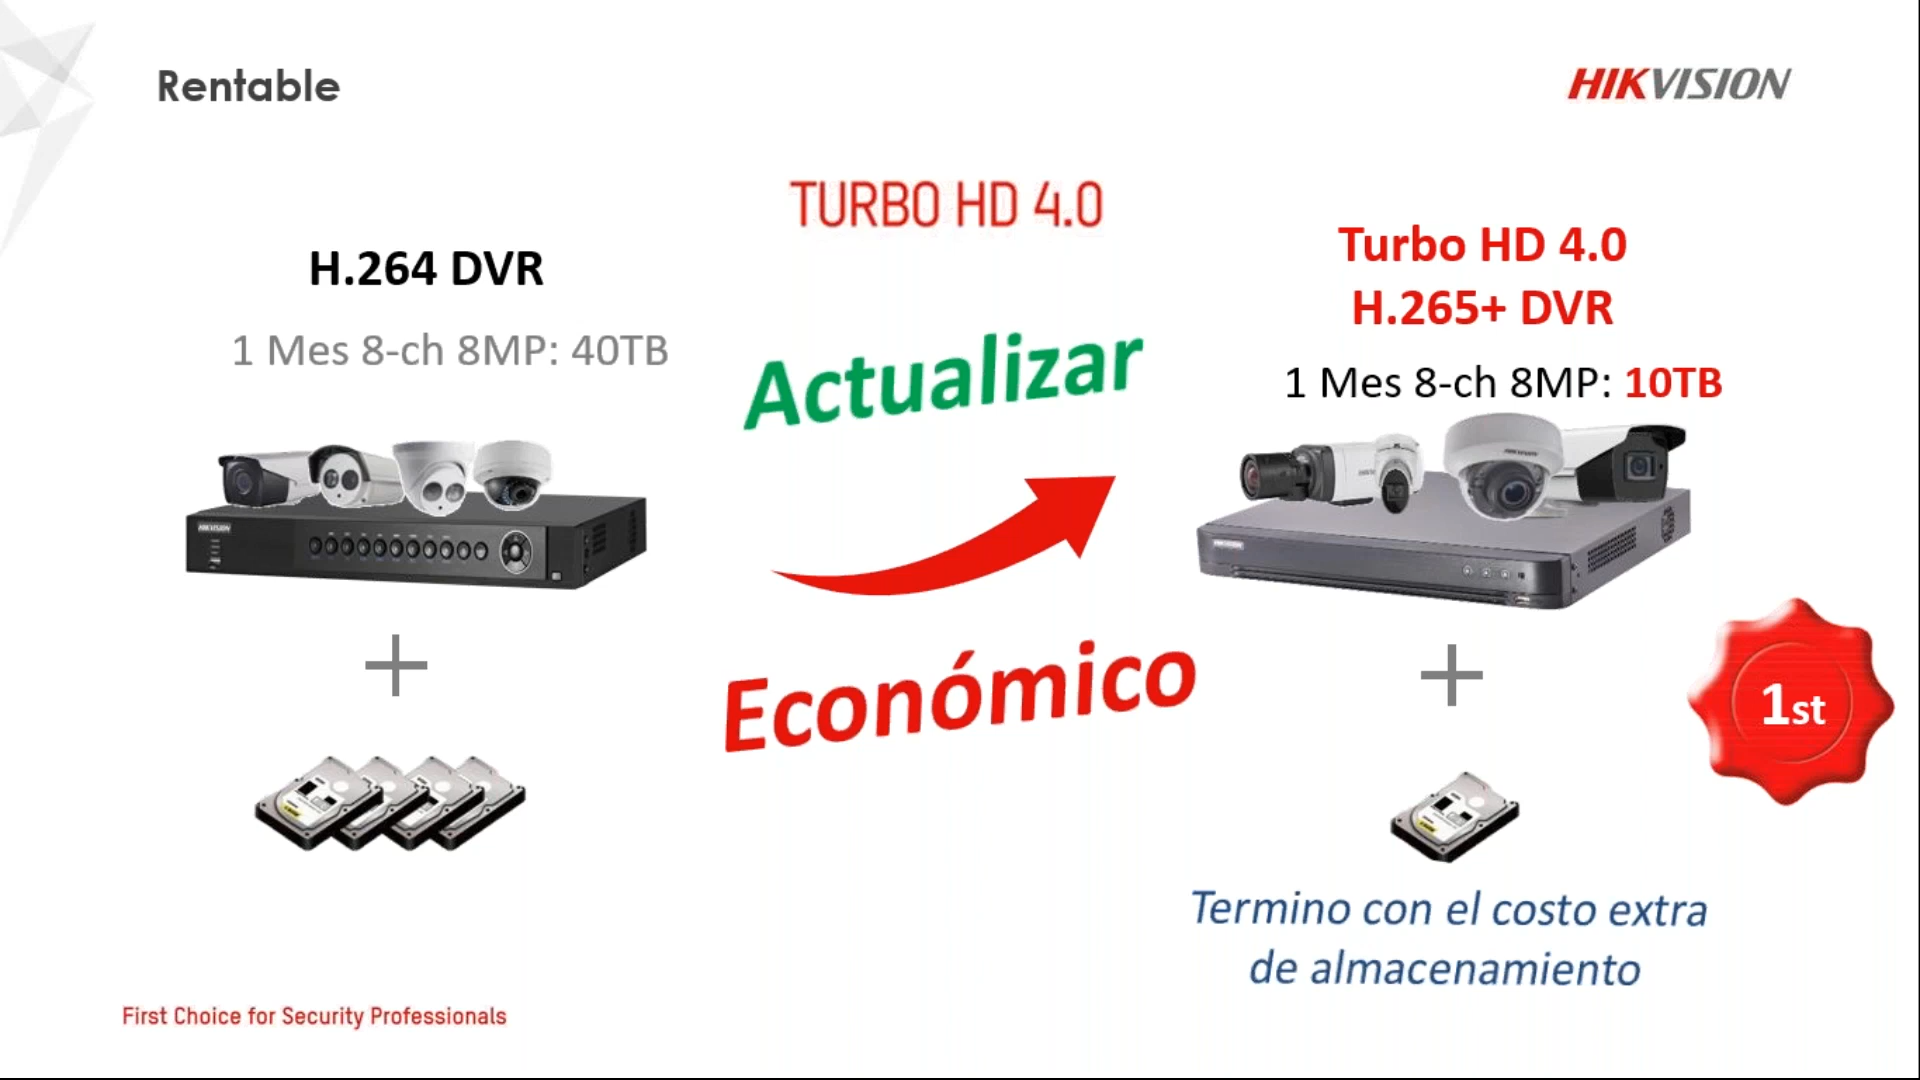 Rentable
HIKVISION
TURBO HD 4.0
H.264 DVR
1 Mes 8-ch 8MP: 40TB
Actualizar
Económico
Turbo HD 4.0
H.265+ DVR
1 Mes 8-ch 8MP: 10TB
HIKVISION
HIKVISION
1st
Termino con el costo extra
de almacenamiento
First Choice for Security Professionals